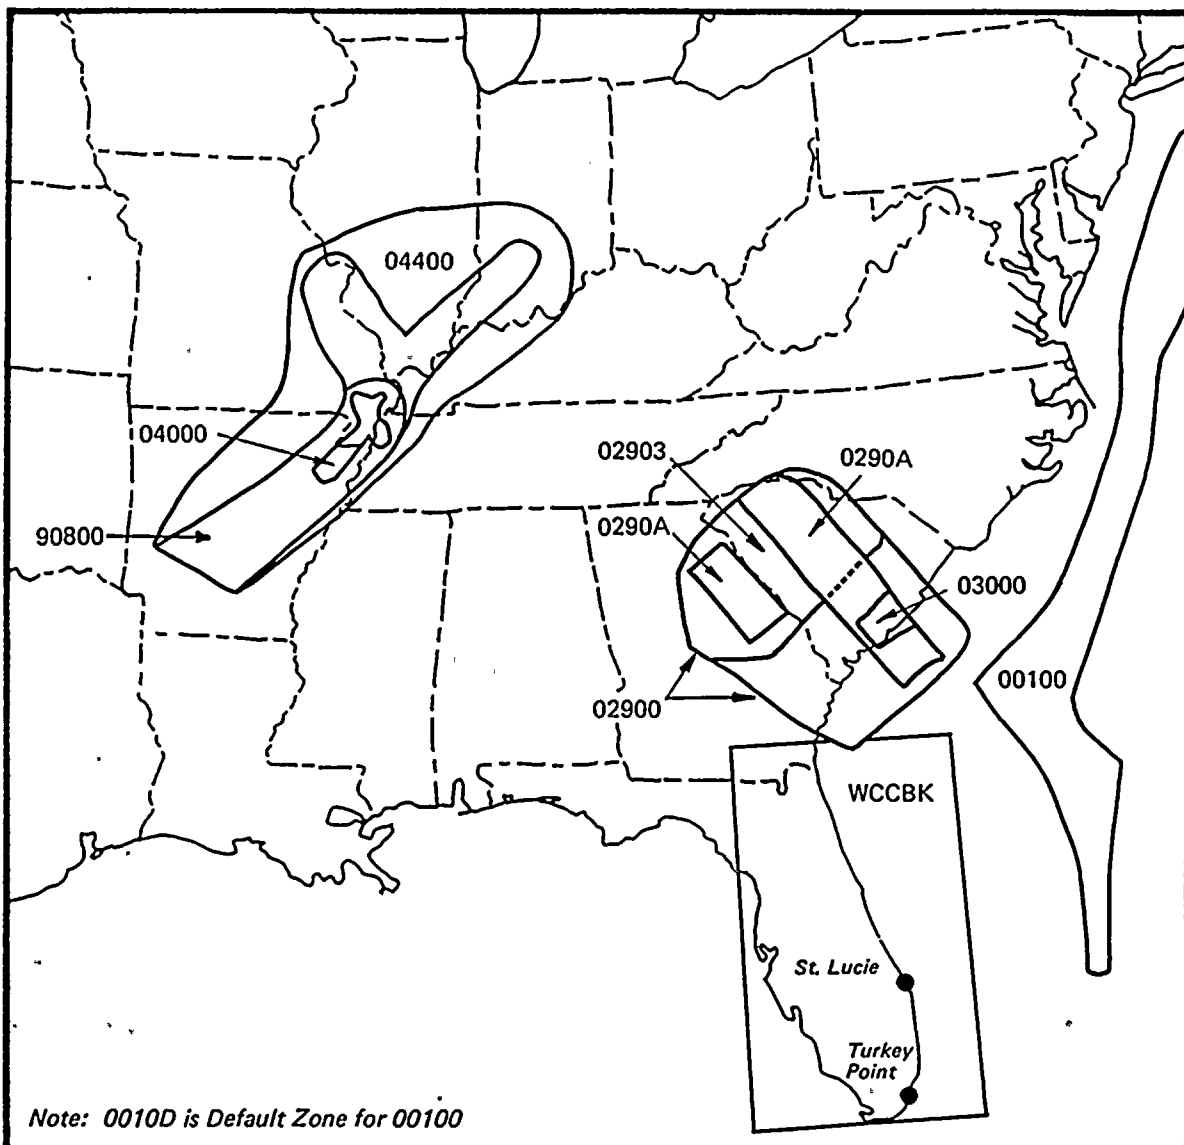 04400
04000
90800
02903
0290A
0290A
03000
02900
00100
WCCBK
St. Lucie
Turkey
Point
Note: 0010D is Default Zone for 00100